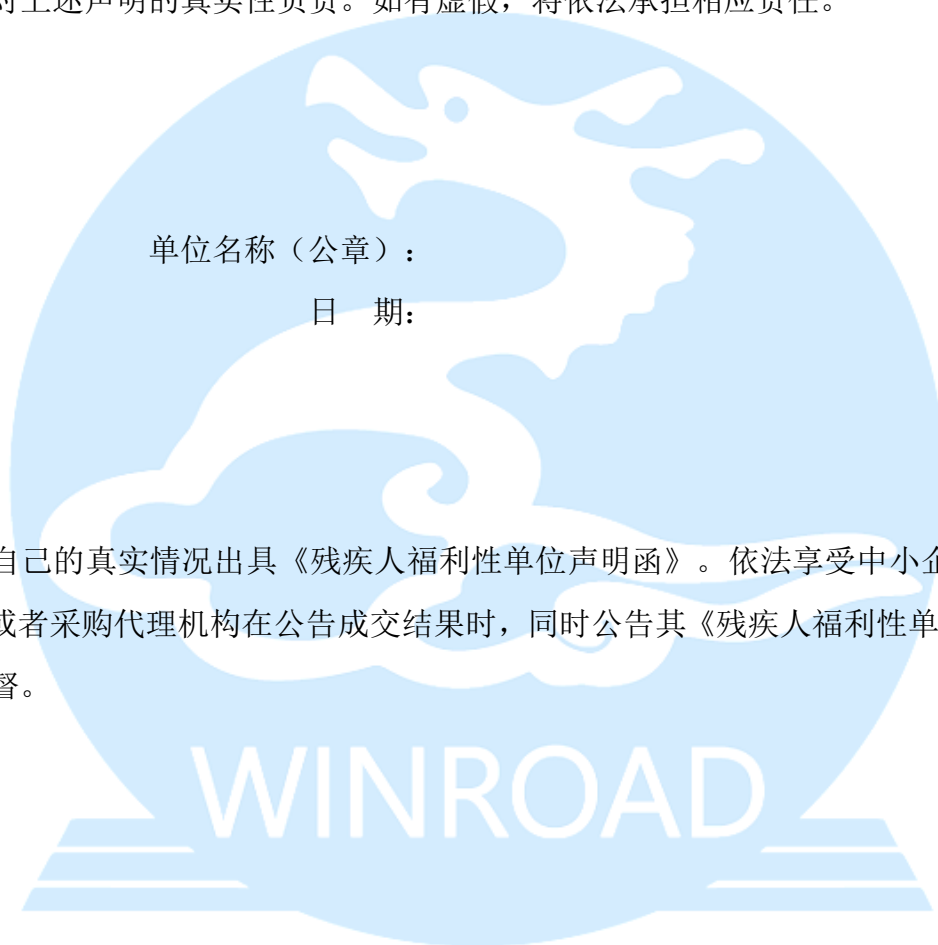 对上述声明的真实性负责。如有虚假，将依法承担相应责任。
单位名称（公章）：
日 期：
自己的真实情况出具《残疾人福利性单位声明函》。依法享受中小企
或者采购代理机构在公告成交结果时，同时公告其《残疾人福利性单
督。
WINROAD